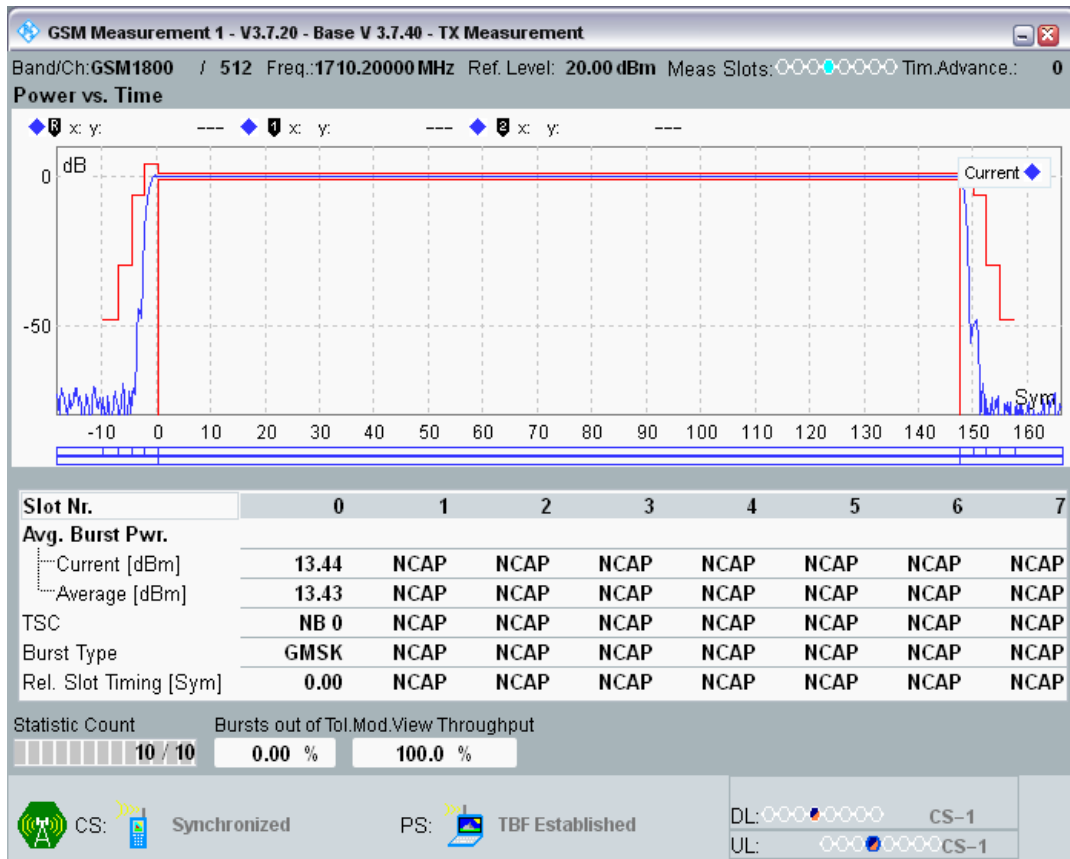 GSM Measurement 1 - V3.7.20 - Base V 3.7.40 - TX Measurement
Band/Ch:GSM1800 / 512 Freq.:1710.20000 MHz Ref. Level: 20.00 dBm Meas Slots: Tim.Advance.: 0
Power vs. Time
R x: y: --- 1 x: y: --- 2 x: y: ---
dB
Current
0
-50
Sym
-10 0 10 20 30 40 50 60 70 80 90 100 110 120 130 140 150 160
Slot Nr. 0 1 2 3 4 5 6 7
Avg. Burst Pwr.
Current [dBm] 13.44 NCAP NCAP NCAP NCAP NCAP NCAP NCAP
Average [dBm] 13.43 NCAP NCAP NCAP NCAP NCAP NCAP NCAP
TSC NB 0 NCAP NCAP NCAP NCAP NCAP NCAP NCAP
Burst Type GMSK NCAP NCAP NCAP NCAP NCAP NCAP NCAP
Rel. Slot Timing [Sym] 0.00 NCAP NCAP NCAP NCAP NCAP NCAP NCAP
Statistic Count Bursts out of Tol.Mod.View Throughput
10 / 10 0.00 % 100.0 %
CS: Synchronized PS: TBF Established DL: CS-1
UL: CS-1